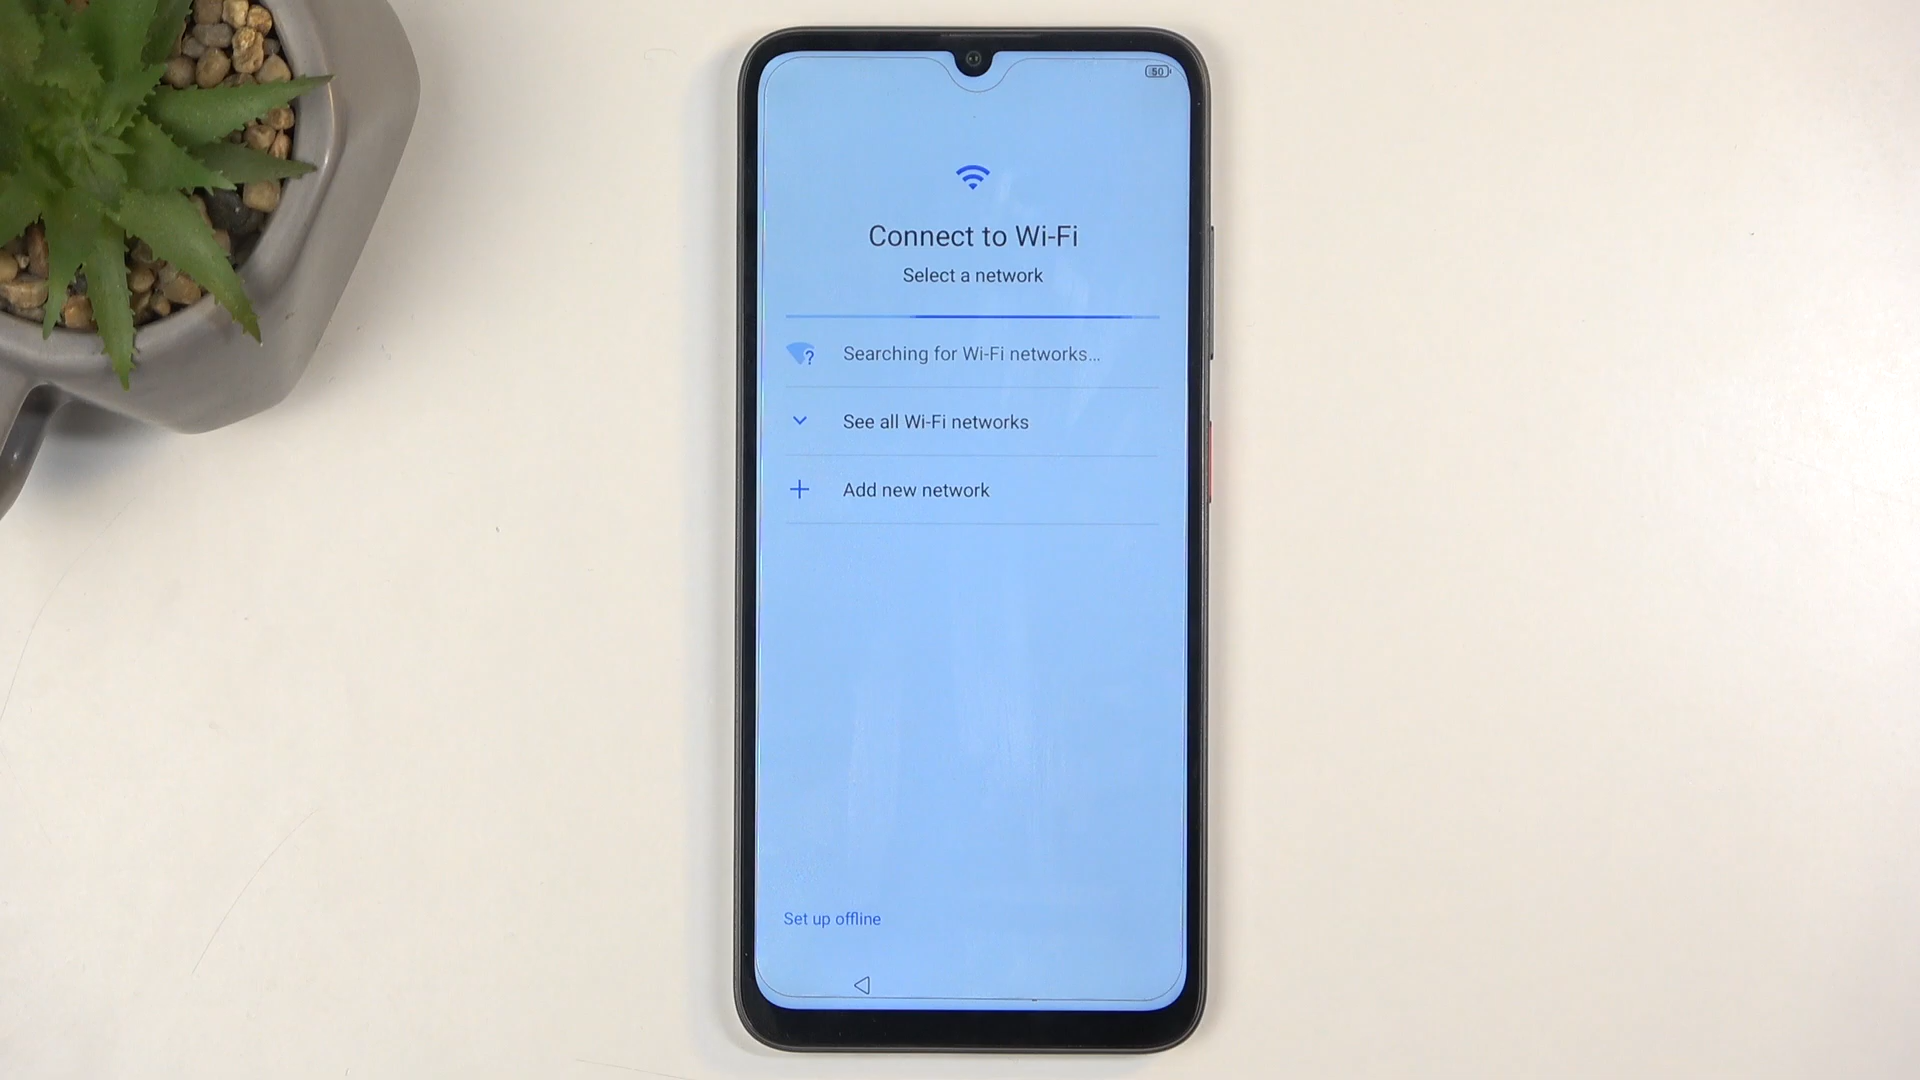 50
Connect to Wi-Fi
Select a network
Searching for Wi-Fi networks...
See all Wi-Fi networks
Add new network
Set up offline